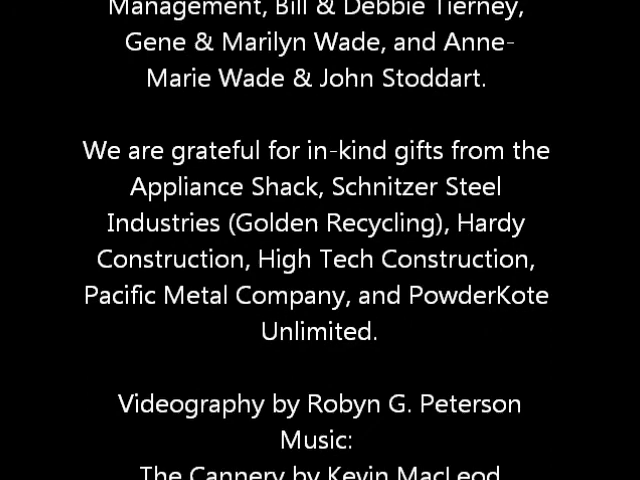 Management, Bill & Debbie Tierney,
Gene & Marilyn Wade, and Anne-
Marie Wade & John Stoddart.
We are grateful for in-kind gifts from the
Appliance Shack, Schnitzer Steel
Industries (Golden Recycling), Hardy
Construction, High Tech Construction,
Pacific Metal Company, and PowderKote
Unlimited.
Videography by Robyn G. Peterson
Music:
The Cannery by Kevin MacLeod